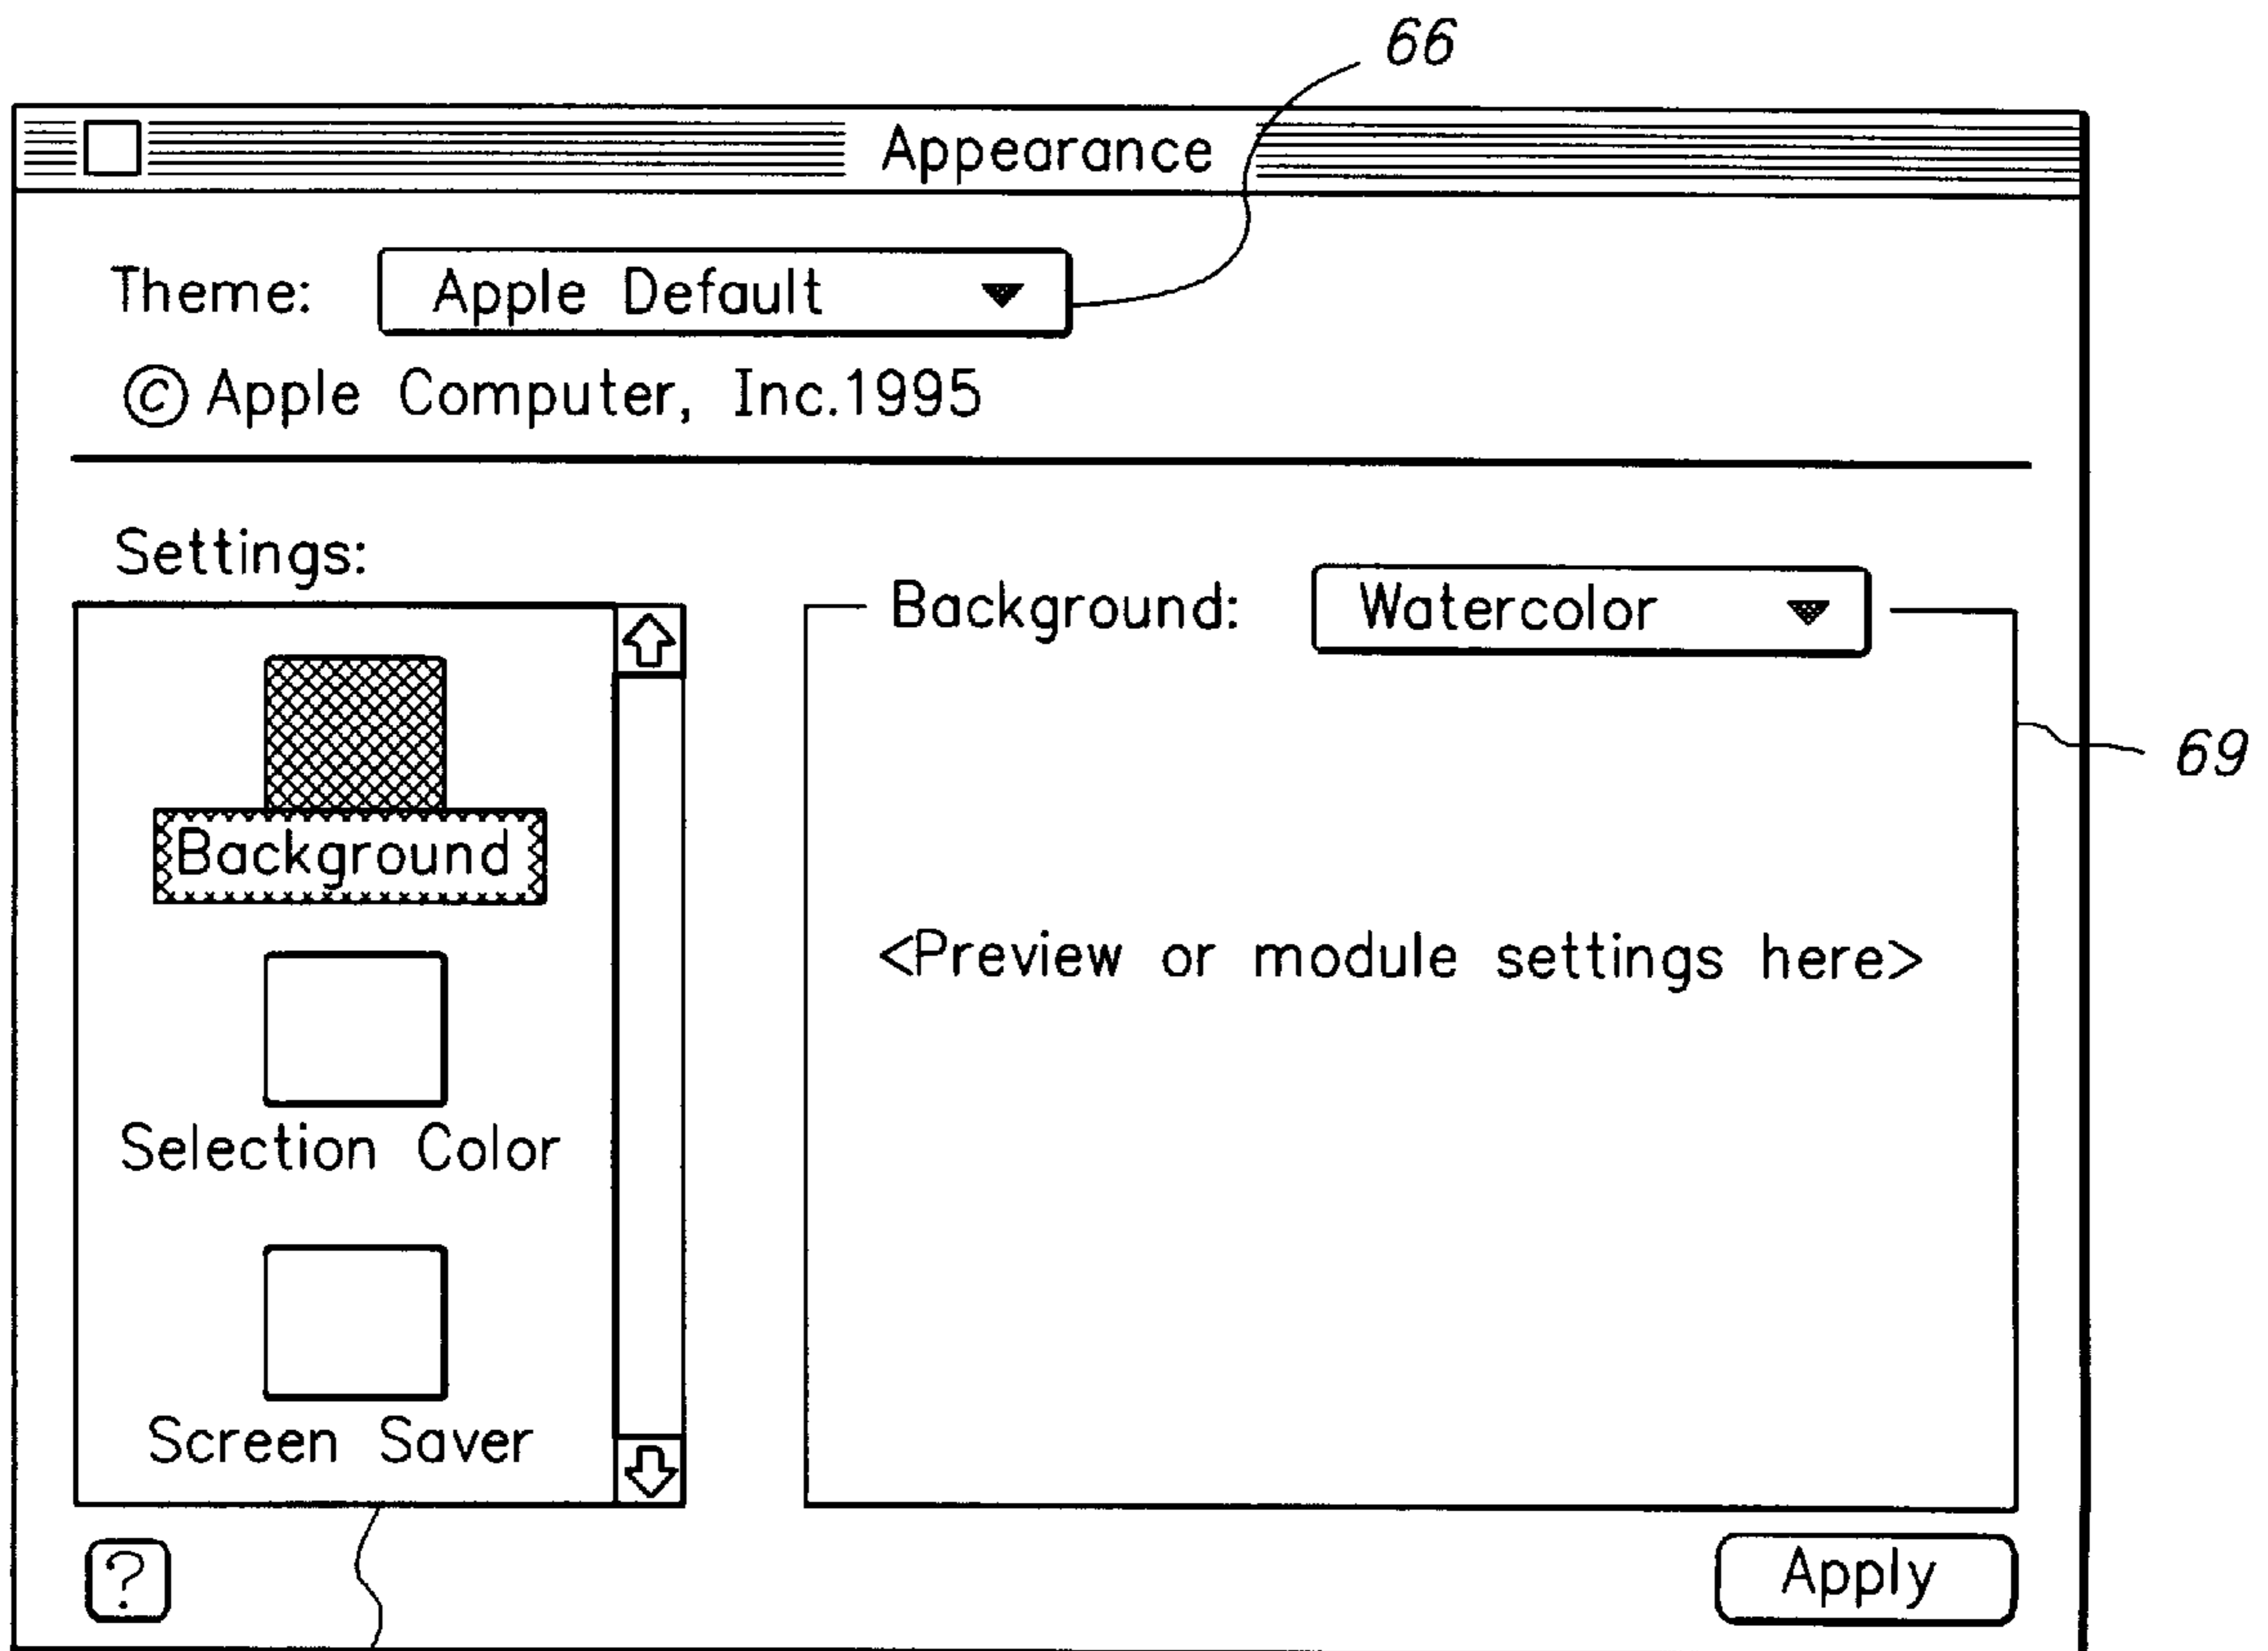 66
Appearance
Theme: Apple Default
© Apple Computer, Inc.1995
Settings:
Background: Watercolor
69
Background
<Preview or module settings here>
Selection Color
Screen Saver
?
Apply